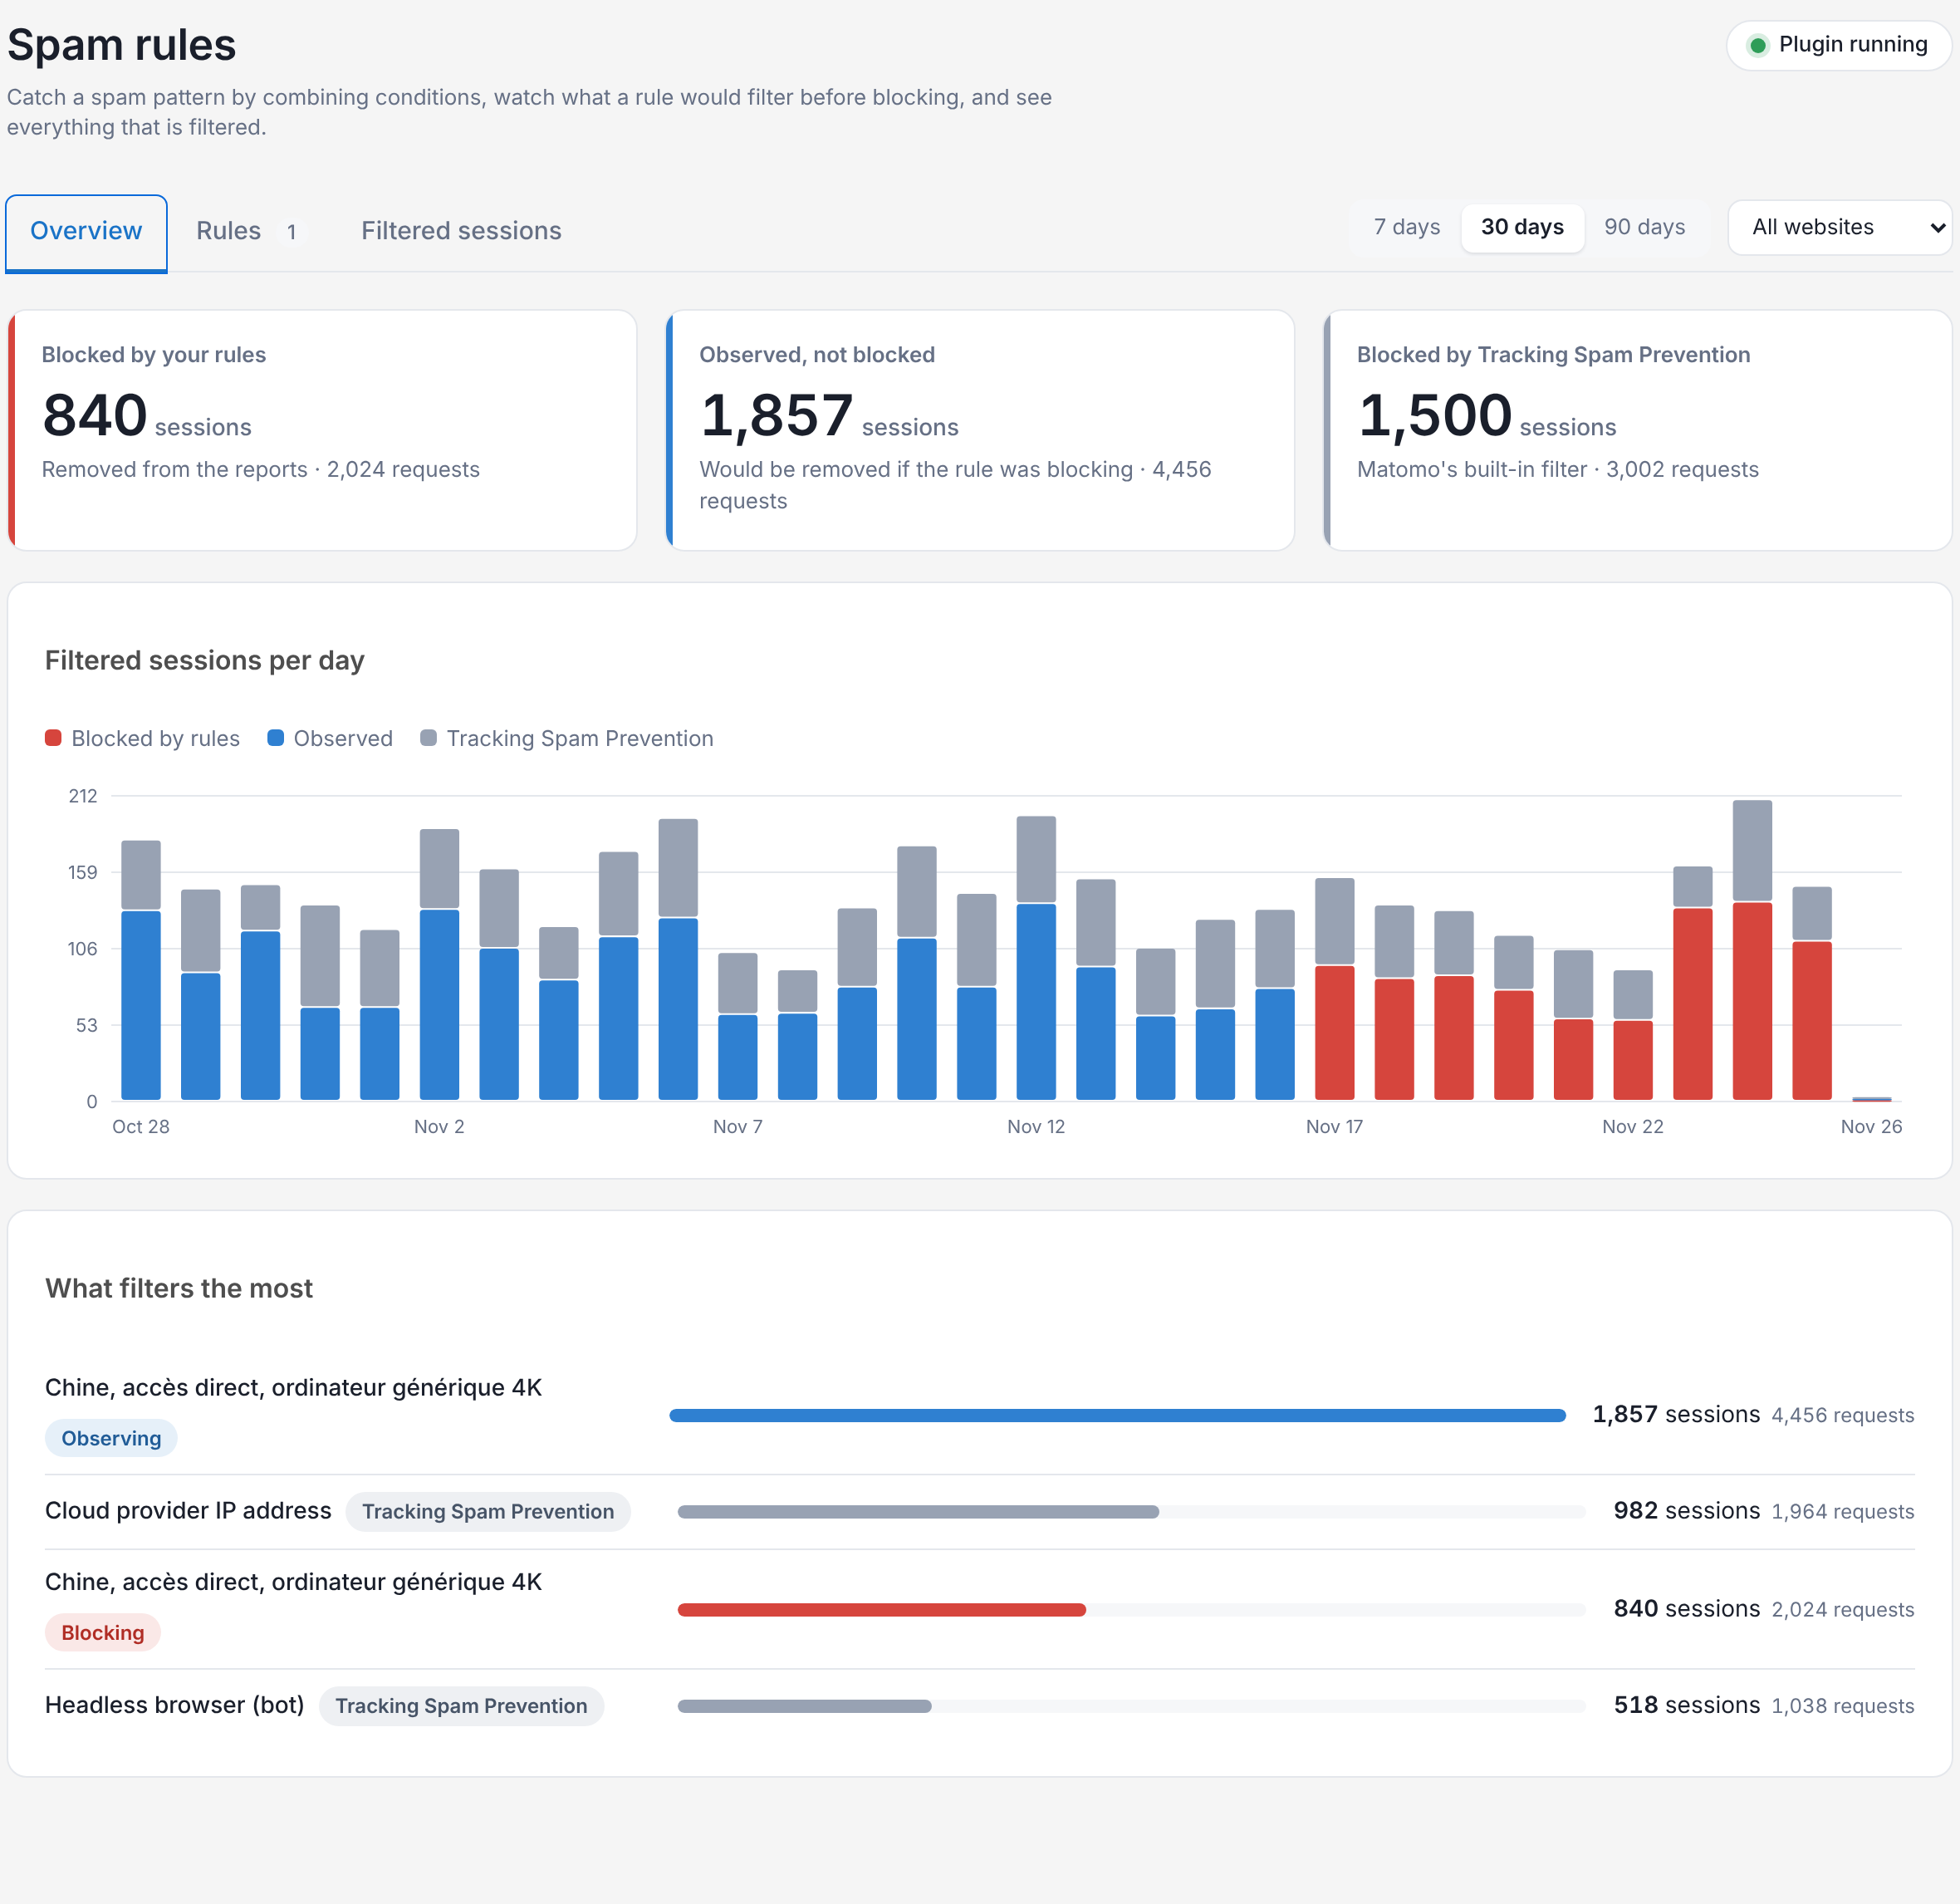 Spam rules
Plugin running
Catch a spam pattern by combining conditions, watch what a rule would filter before blocking, and see
everything that is filtered.
Overview
Rules 1
Filtered sessions
7 days
30 days
90 days
All websites
Blocked by your rules
840 sessions
Removed from the reports · 2,024 requests
Observed, not blocked
1,857 sessions
Would be removed if the rule was blocking · 4,456
requests
Blocked by Tracking Spam Prevention
1,500 sessions
Matomo's built-in filter · 3,002 requests
Filtered sessions per day
Blocked by rules
Observed
Tracking Spam Prevention
212
159
106
53
0
Oct 28
Nov 2
Nov 7
Nov 12
Nov 17
Nov 22
Nov 26
What filters the most
Chine, accès direct, ordinateur générique 4K
Observing
1,857 sessions 4,456 requests
Cloud provider IP address Tracking Spam Prevention
982 sessions 1,964 requests
Chine, accès direct, ordinateur générique 4K
Blocking
840 sessions 2,024 requests
Headless browser (bot) Tracking Spam Prevention
518 sessions 1,038 requests